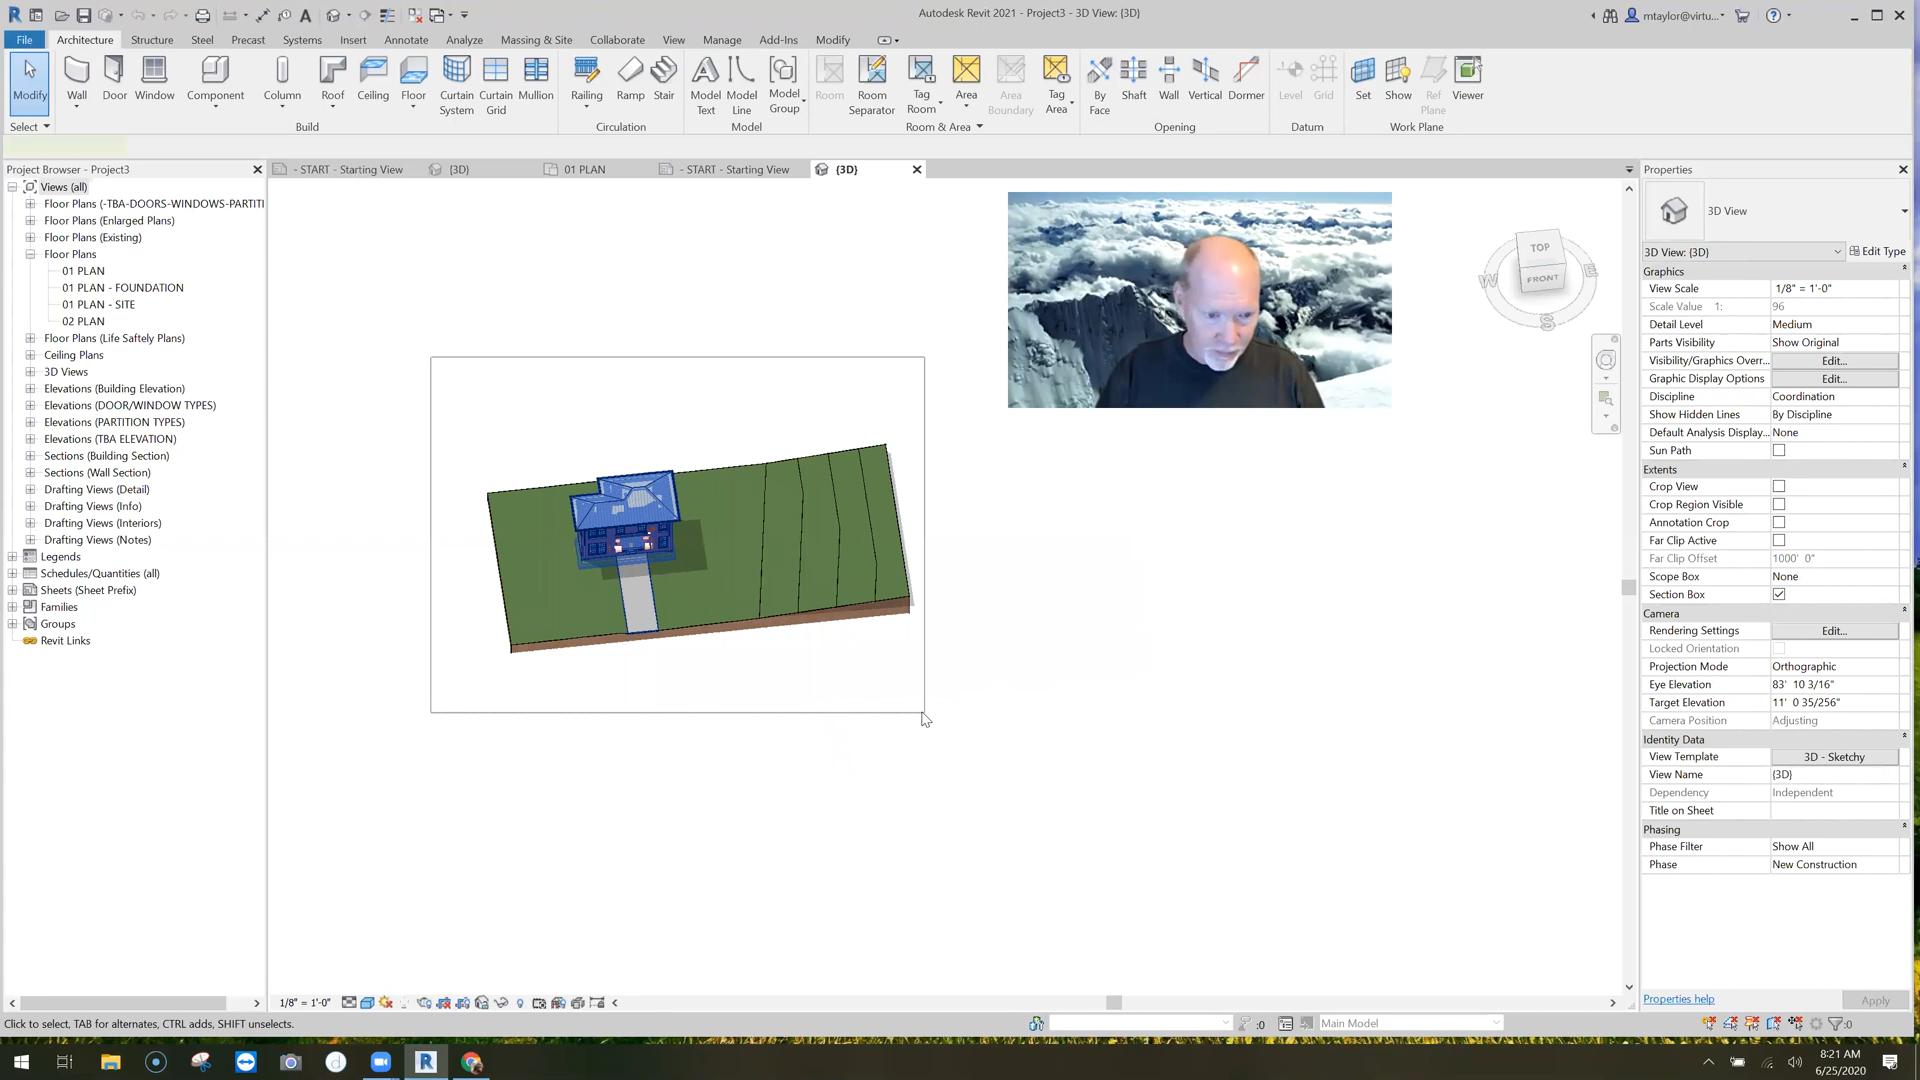 Autodesk Revit 2021 - Project3 - 3D View: {3D}
mtaylor@virtu...
File Architecture Structure Steel Precast Systems Insert Annotate Analyze Massing & Site Collaborate View Manage Add-Ins Modify
Modify Wall Door Window Component Column Roof Ceiling Floor Curtain System Curtain Grid Mullion Railing Ramp Stair Model Text Model Line Model Group Room Room Separator Tag Room Area Area Boundary Tag Area By Face Shaft Wall Vertical Dormer Level Grid Set Show Ref Plane Viewer
Select Build Circulation Model Room & Area Opening Datum Work Plane
Project Browser - Project3
- START - Starting View {3D} 01 PLAN - START - Starting View {3D}
Views (all)
Floor Plans (-TBA-DOORS-WINDOWS-PARTITI
Floor Plans (Enlarged Plans)
Floor Plans (Existing)
Floor Plans
01 PLAN
01 PLAN - FOUNDATION
01 PLAN - SITE
02 PLAN
Floor Plans (Life Saftely Plans)
Ceiling Plans
3D Views
Elevations (Building Elevation)
Elevations (DOOR/WINDOW TYPES)
Elevations (PARTITION TYPES)
Elevations (TBA ELEVATION)
Sections (Building Section)
Sections (Wall Section)
Drafting Views (Detail)
Drafting Views (Info)
Drafting Views (Interiors)
Drafting Views (Notes)
Legends
Schedules/Quantities (all)
Sheets (Sheet Prefix)
Families
Groups
Revit Links
TOP
FRONT
W
E
S
Properties
3D View
3D View: {3D} Edit Type
Graphics
View Scale 1/8" = 1'-0"
Scale Value 1: 96
Detail Level Medium
Parts Visibility Show Original
Visibility/Graphics Overr... Edit...
Graphic Display Options Edit...
Discipline Coordination
Show Hidden Lines By Discipline
Default Analysis Display... None
Sun Path
Extents
Crop View
Crop Region Visible
Annotation Crop
Far Clip Active
Far Clip Offset 1000' 0"
Scope Box None
Section Box
Camera
Rendering Settings Edit...
Locked Orientation
Projection Mode Orthographic
Eye Elevation 83' 10 3/16"
Target Elevation 11' 0 35/256"
Camera Position Adjusting
Identity Data
View Template 3D - Sketchy
View Name {3D}
Dependency Independent
Title on Sheet
Phasing
Phase Filter Show All
Phase New Construction
Properties help Apply
1/8" = 1'-0"
Click to select, TAB for alternates, CTRL adds, SHIFT unselects.
:0 Main Model :0
8:21 AM
6/25/2020